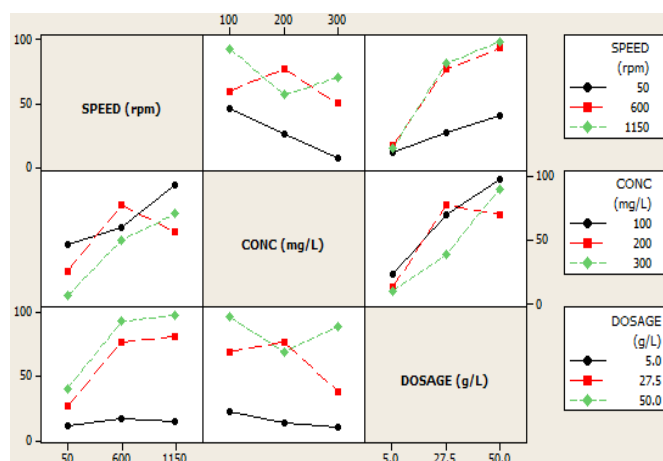 100 200 300
100
50
0
SPEED (rpm)
SPEED
(rpm)
50
600
1150
CONC (mg/L)
100
50
0
CONC
(mg/L)
100
200
300
100
50
0
DOSAGE (g/L)
DOSAGE
g/L)
5.0
27.5
50.0
50 600 1150
5.0 27.5 50.0